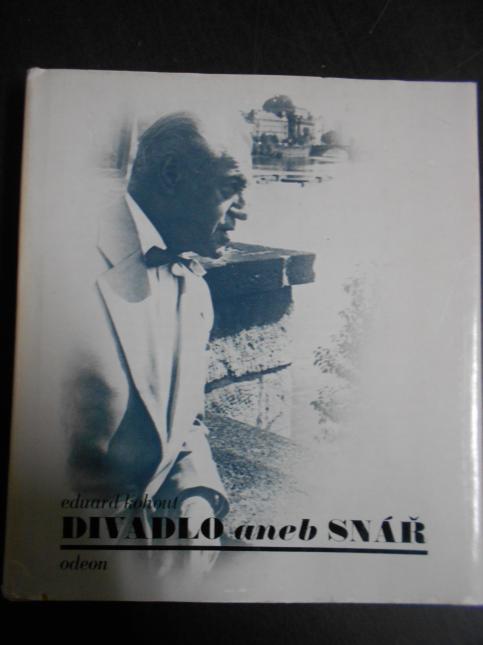 eduard kohout
DIVADLO aneb SNÁŘ
odeon